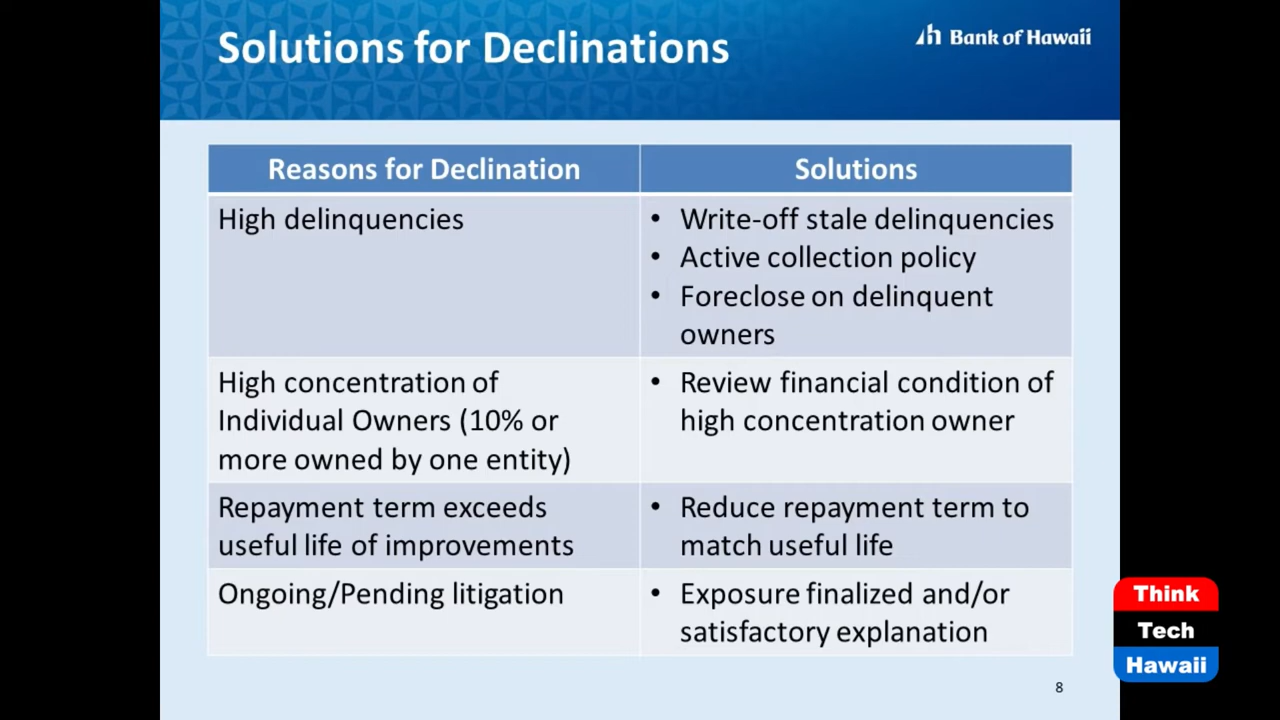 Solutions for Declinations
Bank of Hawaii
Reasons for Declination
Solutions
High delinquencies
• Write-off stale delinquencies
• Active collection policy
• Foreclose on delinquent
owners
High concentration of
Individual Owners (10% or
more owned by one entity)
• Review financial condition of
high concentration owner
Repayment term exceeds
useful life of improvements
• Reduce repayment term to
match useful life
Ongoing/Pending litigation
• Exposure finalized and/or
satisfactory explanation
8
Think
Tech
Hawaii